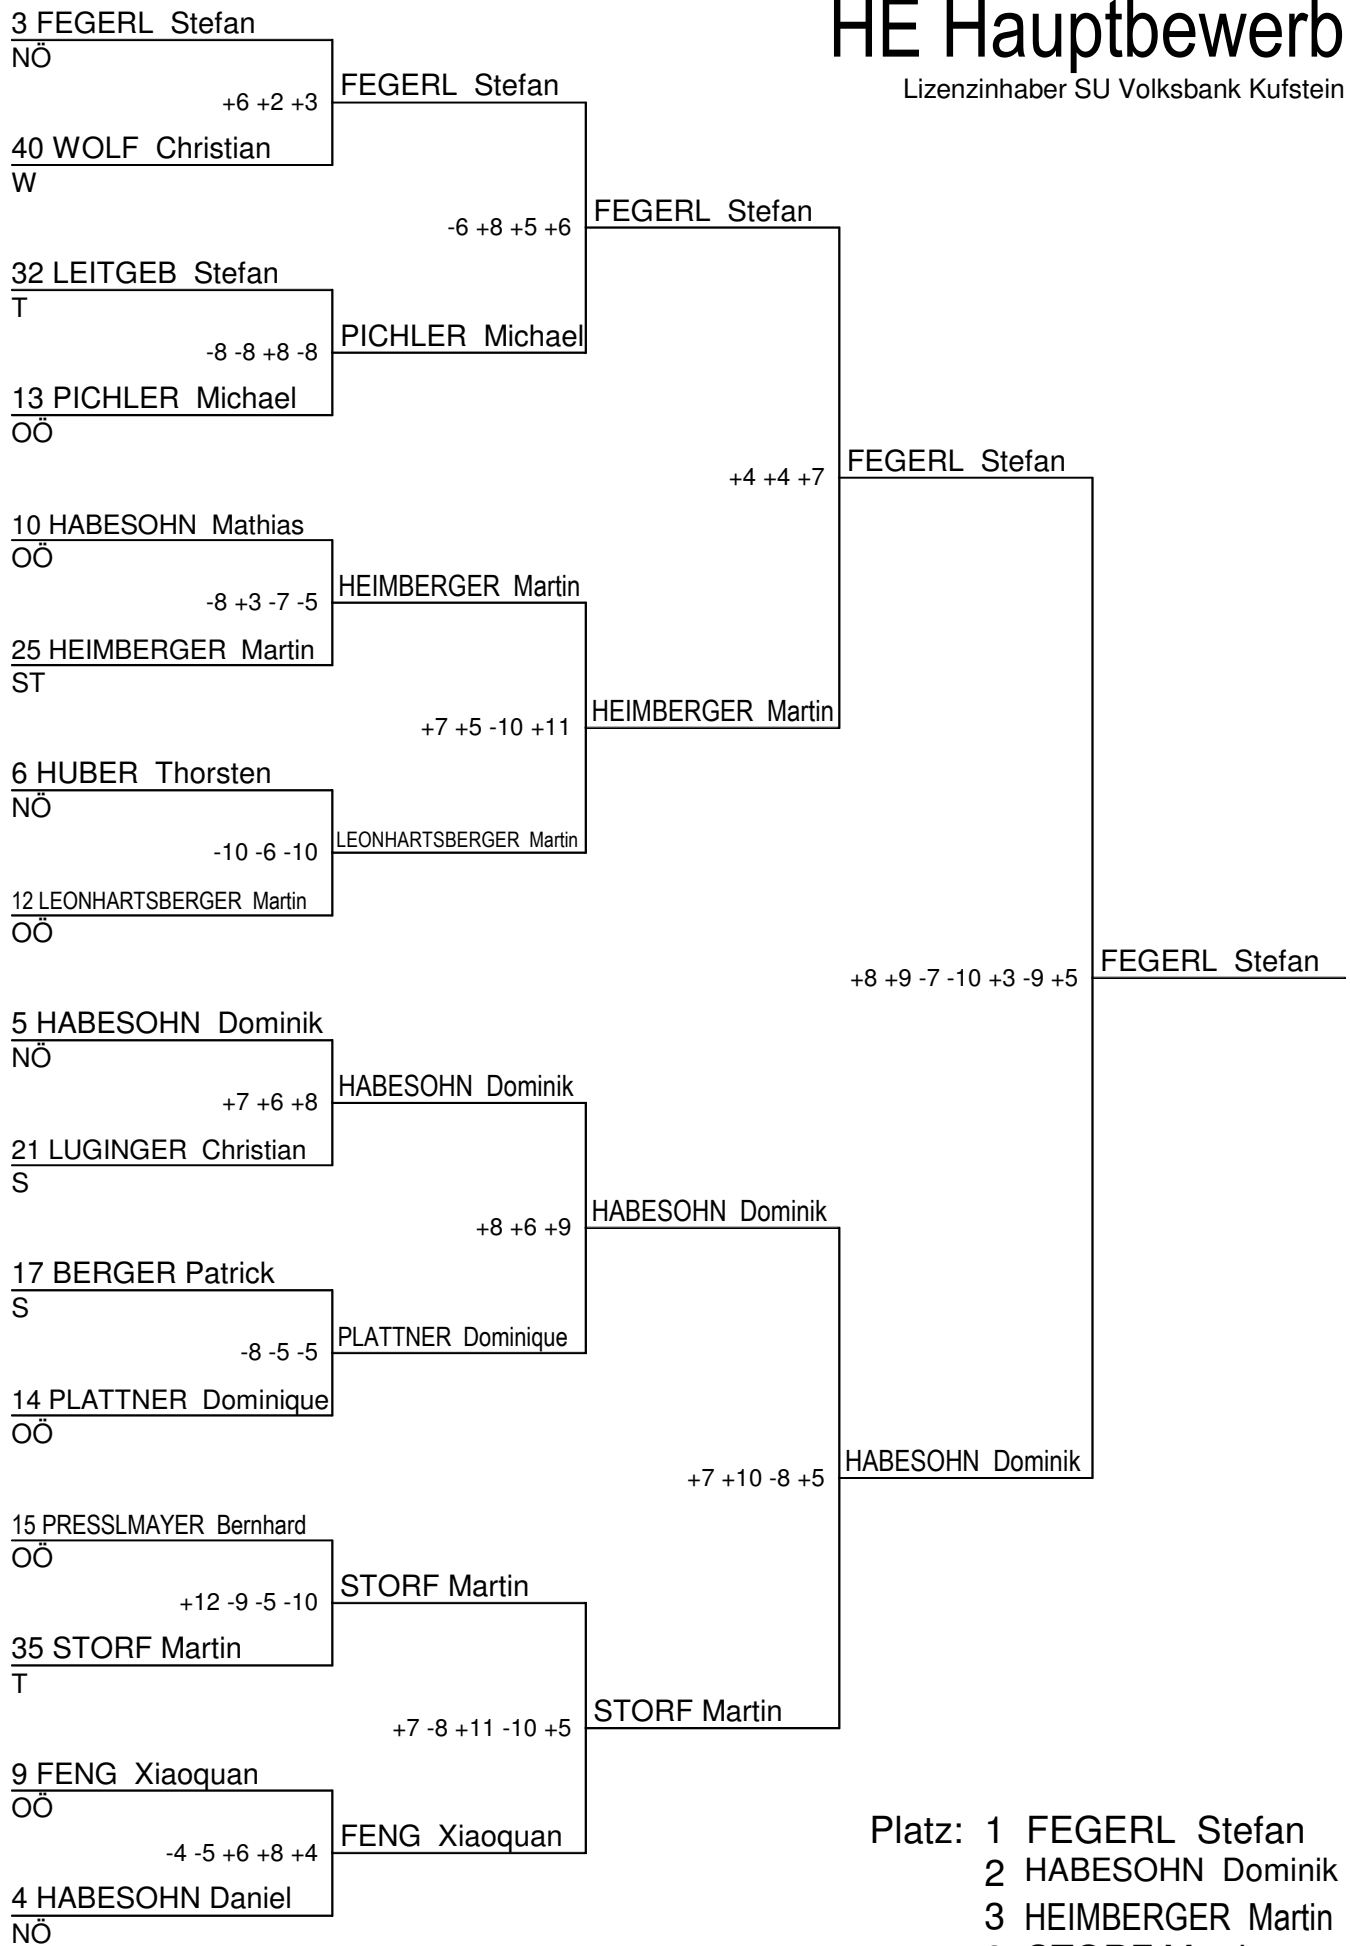 HE Hauptbewerb
Lizenzinhaber SU Volksbank Kufstein
3 FEGERL Stefan
NÖ
+6 +2 +3
FEGERL Stefan
40 WOLF Christian
W
-6 +8 +5 +6
FEGERL Stefan
32 LEITGEB Stefan
T
-8 -8 +8 -8
PICHLER Michael
13 PICHLER Michael
OÖ
+4 +4 +7
FEGERL Stefan
10 HABESOHN Mathias
OÖ
-8 +3 -7 -5
HEIMBERGER Martin
25 HEIMBERGER Martin
ST
+7 +5 -10 +11
HEIMBERGER Martin
6 HUBER Thorsten
NÖ
-10 -6 -10
LEONHARTSBERGER Martin
12 LEONHARTSBERGER Martin
OÖ
+8 +9 -7 -10 +3 -9 +5
FEGERL Stefan
5 HABESOHN Dominik
NÖ
+7 +6 +8
HABESOHN Dominik
21 LUGINGER Christian
S
+8 +6 +9
HABESOHN Dominik
17 BERGER Patrick
S
-8 -5 -5
PLATTNER Dominique
14 PLATTNER Dominique
OÖ
+7 +10 -8 +5
HABESOHN Dominik
15 PRESSLMAYER Bernhard
OÖ
+12 -9 -5 -10
STORF Martin
35 STORF Martin
T
+7 -8 +11 -10 +5
STORF Martin
9 FENG Xiaoquan
OÖ
-4 -5 +6 +8 +4
FENG Xiaoquan
4 HABESOHN Daniel
NÖ
Platz: 1 FEGERL Stefan
2 HABESOHN Dominik
3 HEIMBERGER Martin